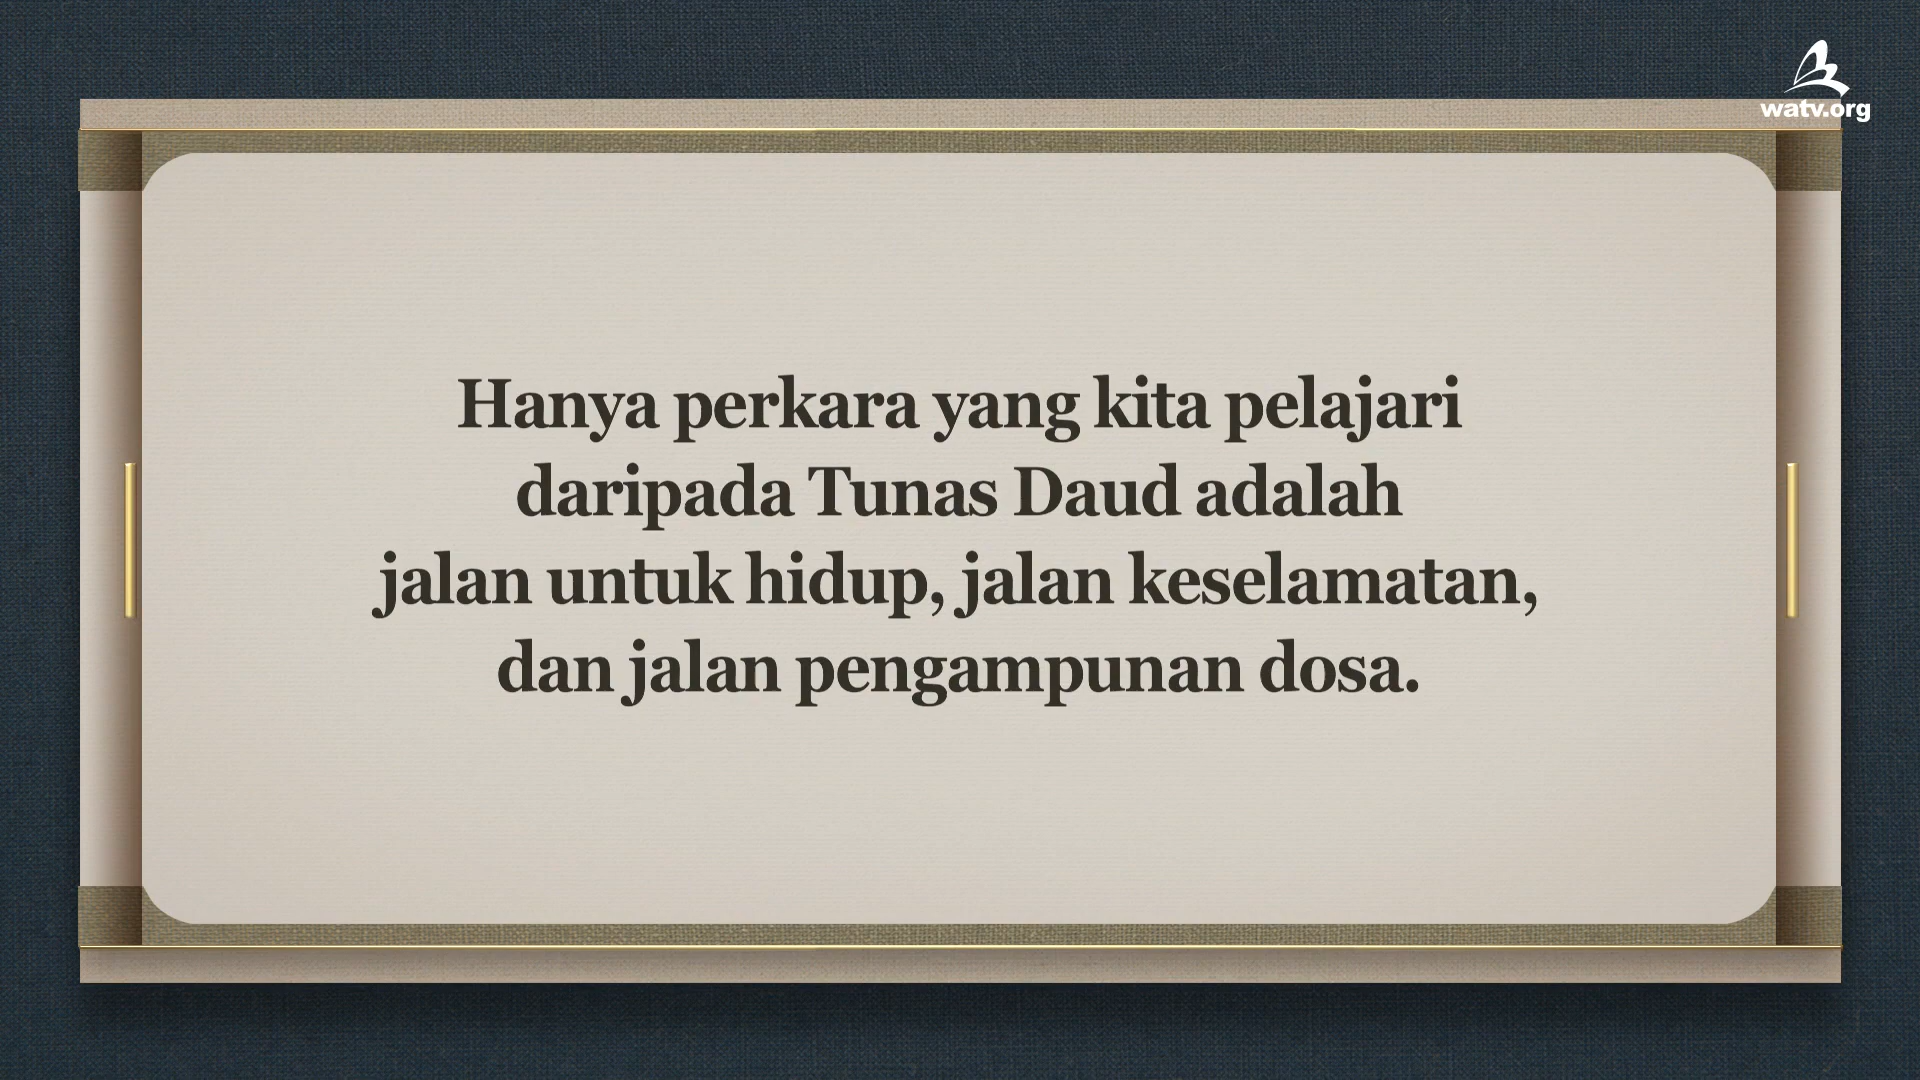 watv.org
Hanya perkara yang kita pelajari
daripada Tunas Daud adalah
jalan untuk hidup, jalan keselamatan,
dan jalan pengampunan dosa.